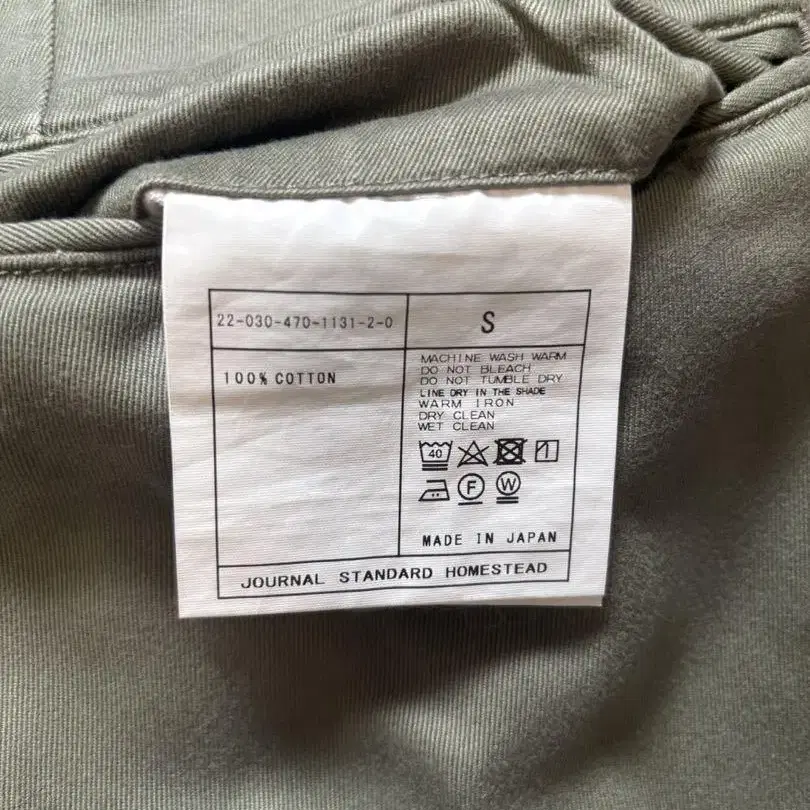 22-030-470-1131-2-0
S
100% COTTON
MACHINE WASH WARM
DO NOT BLEACH
DO NOT TUMBLE DRY
LINE DRY IN THE SHADE
WARM IRON
DRY CLEAN
WET CLEAN
40
F W
MADE IN JAPAN
JOURNAL STANDARD HOMESTEAD